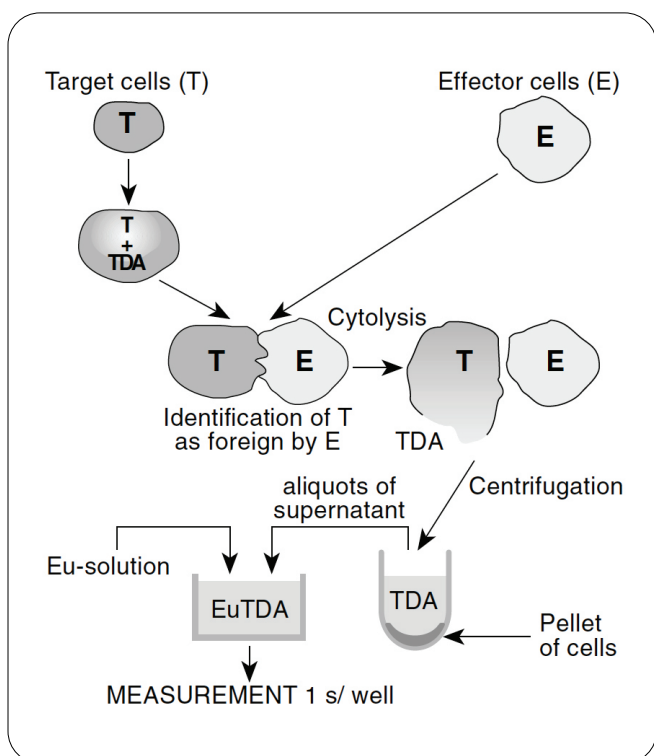 Target cells (T)
Effector cells (E)
T
E
T
+
TDA
Cytolysis
T
E
T
E
Identification of T
as foreign by E
TDA
aliquots of
supernatant
Centrifugation
Eu-solution
EuTDA
TDA
Pellet
of cells
MEASUREMENT 1 s/ well